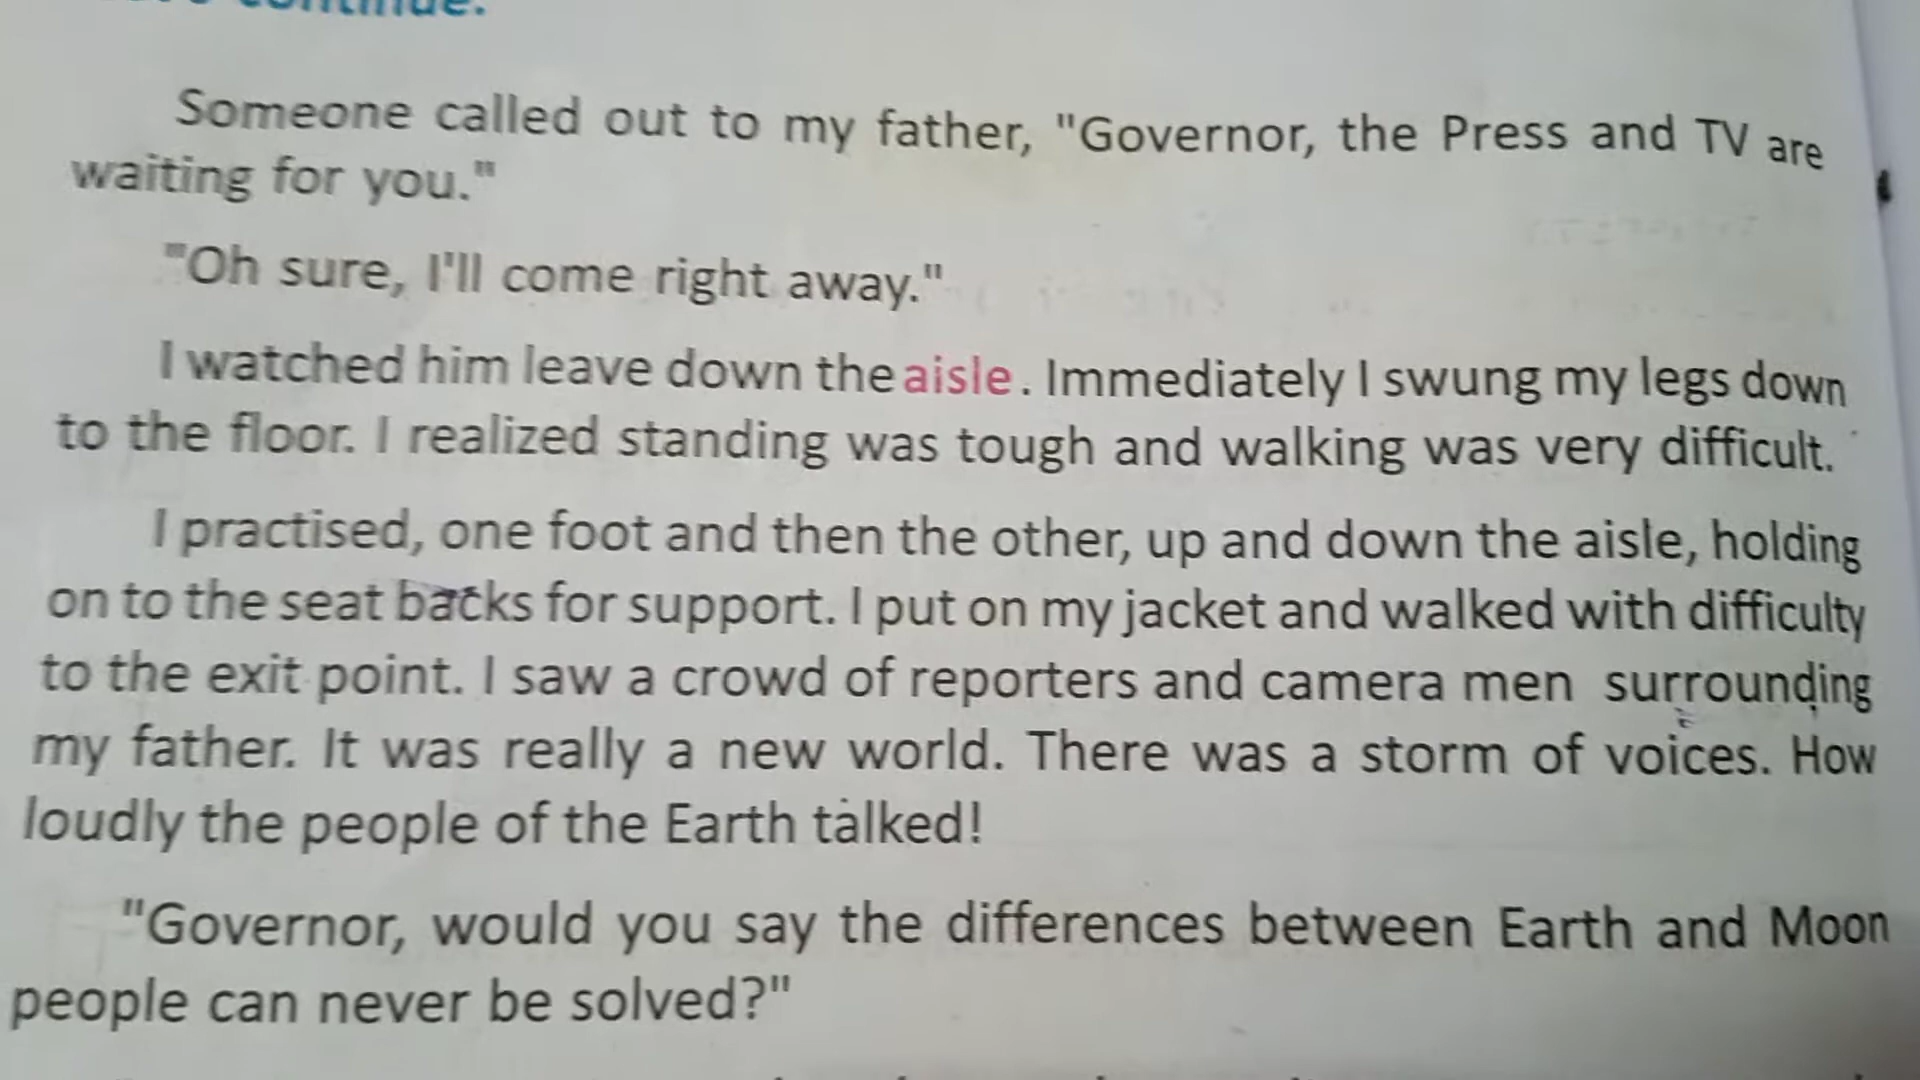 continue.
Someone called out to my father, "Governor, the Press and TV are
waiting for you."
"Oh sure, I'll come right away."
I watched him leave down the aisle. Immediately I swung my legs down
to the floor. I realized standing was tough and walking was very difficult.
I practised, one foot and then the other, up and down the aisle, holding
on to the seat backs for support. I put on my jacket and walked with difficulty
to the exit point. I saw a crowd of reporters and camera men surrounding
my father. It was really a new world. There was a storm of voices. How
loudly the people of the Earth talked!
"Governor, would you say the differences between Earth and Moon
people can never be solved?"